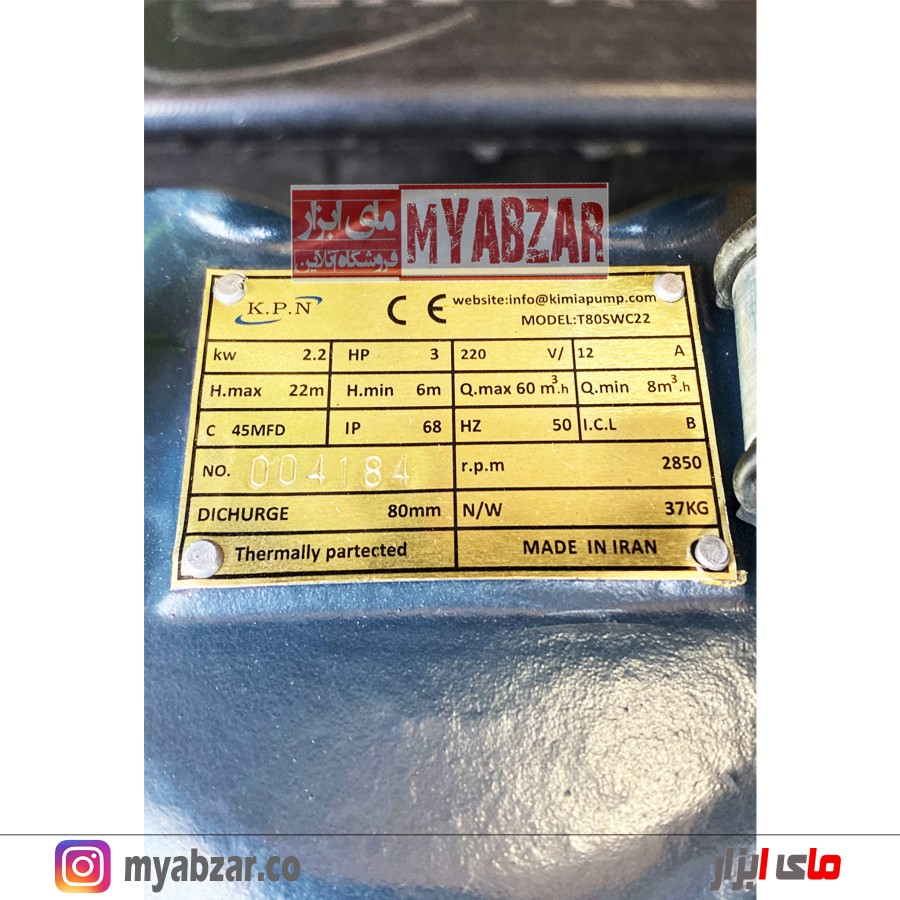 مای ابزار
فروشگاه آنلاین
MYABZAR
K.P.N
CE
website:info@kimiapump.com
MODEL:T80SWC22
kw 2.2 HP 3 220 V/ 12 A
H.max 22m H.min 6m Q.max 60 m³.h Q.min 8m³.h
C 45MFD IP 68 HZ 50 I.C.L B
NO. 004184 r.p.m 2850
DICHURGE 80mm N/W 37KG
Thermally partected MADE IN IRAN
myabzar.co
مای ابزار